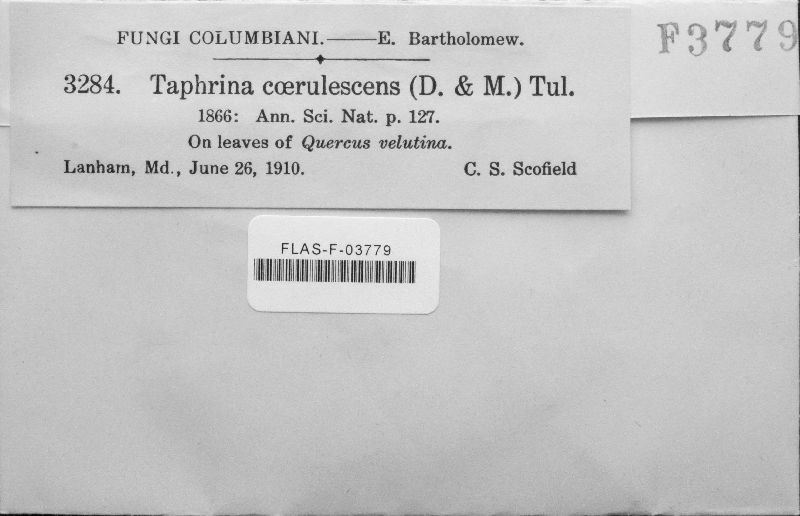 FUNGI COLUMBIANI.——E. Bartholomew.
F3779
3284. Taphrina cœrulescens (D. & M.) Tul.
1866: Ann. Sci. Nat. p. 127.
On leaves of Quercus velutina.
Lanham, Md., June 26, 1910. C. S. Scofield
FLAS-F-03779